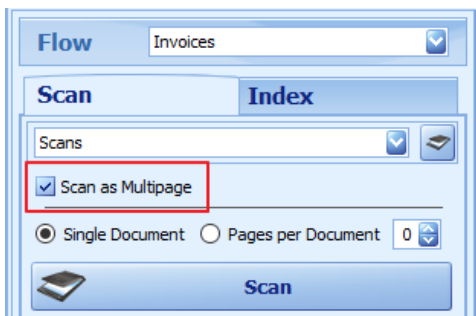 Flow Invoices
Scan Index
Scans
Scan as Multipage
Single Document Pages per Document 0
Scan